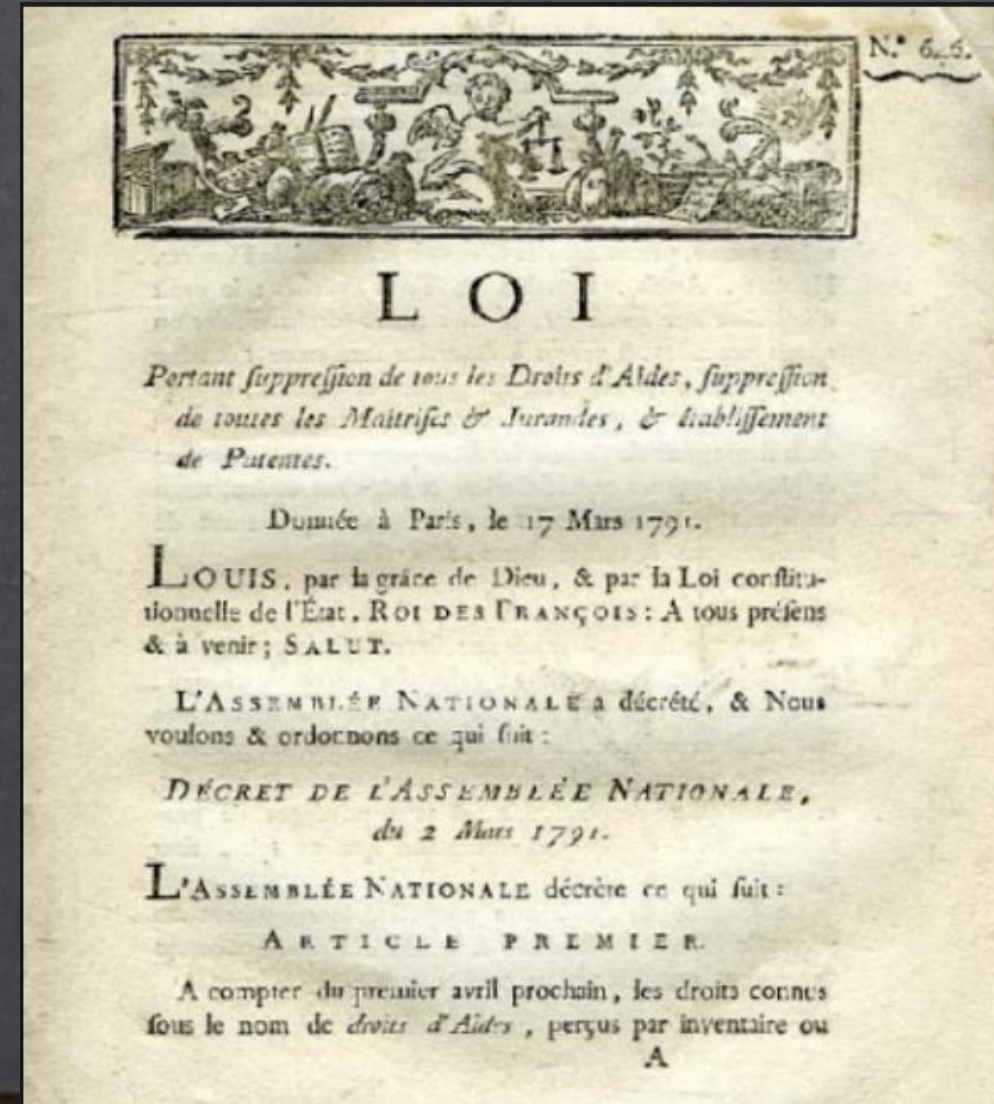 N.° 6
LOI
Portant ſuppreſſion de tous les Droits d'Aides, ſuppreſſion
de toutes les Maîtriſes & Jurandes, & établiſſement
de Patentes.
Donnée à Paris, le 17 Mars 1791.
LOUIS, par la grâce de Dieu, & par la Loi conſtitu-
tionnelle de l'État, ROI DES FRANÇOIS: A tous préſens
& à venir; SALUT.
L'ASSEMBLÉE NATIONALE a décrété, & Nous
voulons & ordonnons ce qui ſuit :
DÉCRET DE L'ASSEMBLÉE NATIONALE,
du 2 Mars 1791.
L'ASSEMBLÉE NATIONALE décrète ce qui ſuit :
ARTICLE PREMIER.
A compter du premier avril prochain, les droits connus
ſous le nom de droits d'Aides, perçus par inventaire ou
A